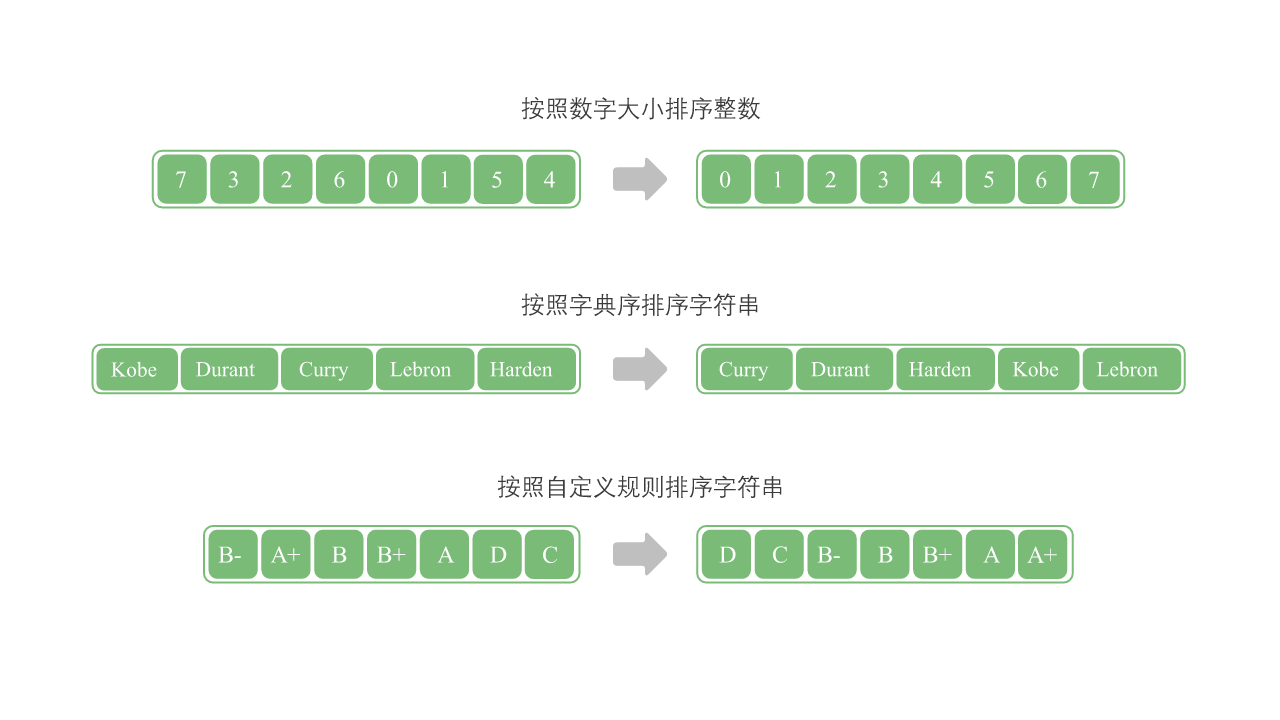 按照数字大小排序整数
7 3 2 6 0 1 5 4 0 1 2 3 4 5 6 7
按照字典序排序字符串
Kobe Durant Curry Lebron Harden Curry Durant Harden Kobe Lebron
按照自定义规则排序字符串
B- A+ B B+ A D C D C B- B B+ A A+